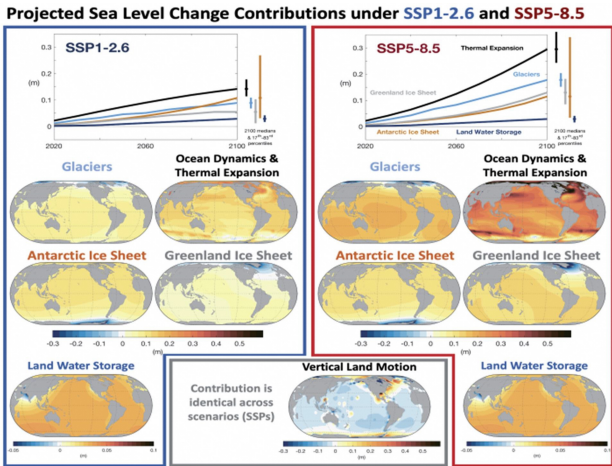 Projected Sea Level Change Contributions under SSP1-2.6 and SSP5-8.5
SSP1-2.6
0.3
0.2
(m)
0.1
0
2020
2060
2100
2100 medians
& 17th-83rd
percentiles
Glaciers
Ocean Dynamics &
Thermal Expansion
Antarctic Ice Sheet
Greenland Ice Sheet
-0.3 -0.2 -0.1 0 0.1 0.2 0.3 0.4 0.5
(m)
Land Water Storage
-0.05 0 0.05 0.1
(m)
SSP5-8.5
Thermal Expansion
Glaciers
Greenland Ice Sheet
Antarctic Ice Sheet
Land Water Storage
0.3
0.2
(m)
0.1
0
2020
2060
2100
2100 medians
& 17th-83rd
percentiles
Glaciers
Ocean Dynamics &
Thermal Expansion
Antarctic Ice Sheet
Greenland Ice Sheet
-0.3 -0.2 -0.1 0 0.1 0.2 0.3 0.4 0.5
(m)
Land Water Storage
-0.05 0 0.05 0.1
(m)
Contribution is
identical across
scenarios (SSPs)
Vertical Land Motion
-0.3 -0.2 -0.1 0 0.1 0.2 0.3 0.4 0.5
(m)